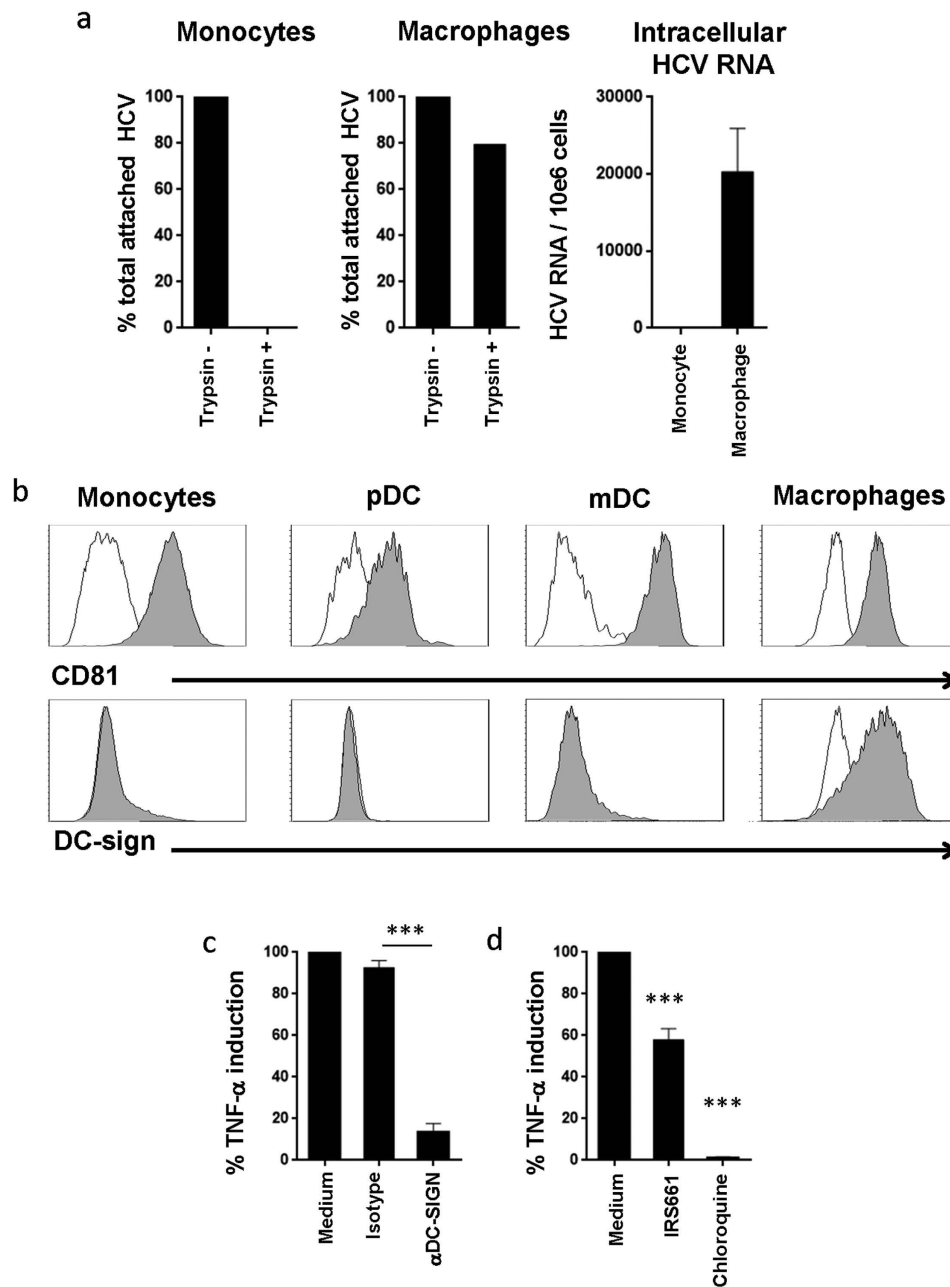 a
Monocytes
Macrophages
Intracellular
HCV RNA
% total attached HCV
100
80
60
40
20
0
Trypsin -
Trypsin +
% total attached HCV
100
80
60
40
20
0
Trypsin -
Trypsin +
HCV RNA / 10e6 cells
30000
20000
10000
0
Monocyte
Macrophage
b
Monocytes
pDC
mDC
Macrophages
CD81
DC-sign
c
% TNF-α induction
100
80
60
40
20
0
***
Medium
Isotype
αDC-SIGN
d
% TNF-α induction
100
80
60
40
20
0
***
***
Medium
IRS661
Chloroquine